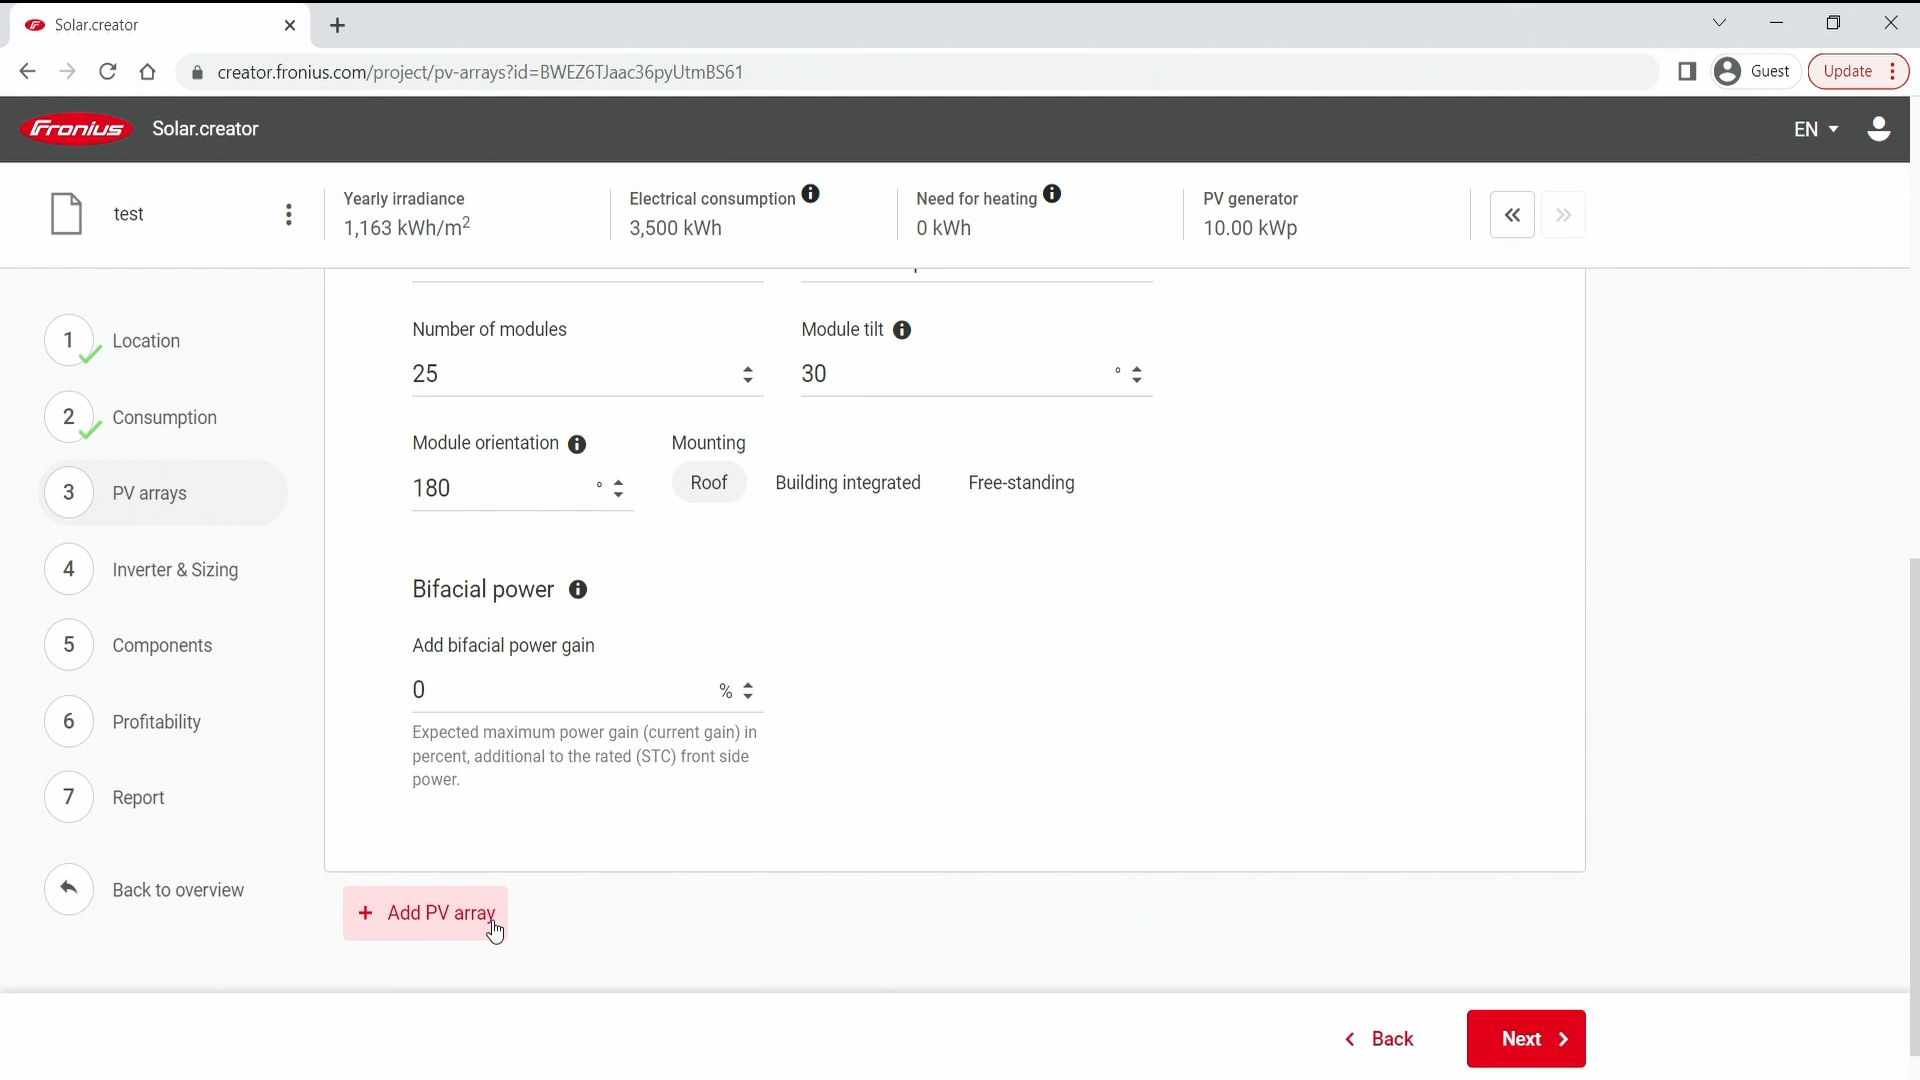 Solar.creator
creator.fronius.com/project/pv-arrays?id=BWEZ6TJaac36pyUtmBS61
Guest
Update
Fronius
Solar.creator
EN
test
Yearly irradiance
1,163 kWh/m²
Electrical consumption
3,500 kWh
Need for heating
0 kWh
PV generator
10.00 kWp
1 Location
2 Consumption
3 PV arrays
4 Inverter & Sizing
5 Components
6 Profitability
7 Report
Back to overview
Number of modules
25
Module tilt
30 °
Module orientation
180 °
Mounting
Roof Building integrated Free-standing
Bifacial power
Add bifacial power gain
0 %
Expected maximum power gain (current gain) in
percent, additional to the rated (STC) front side
power.
+ Add PV array
Back
Next